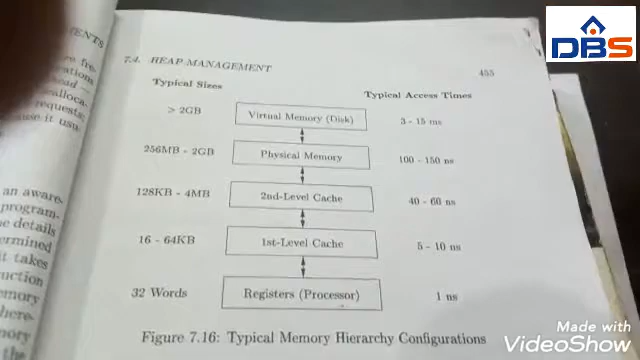 7.4. HEAP MANAGEMENT 455
Typical Sizes Typical Access Times
> 2GB Virtual Memory (Disk) 3 - 15 ms
256MB - 2GB Physical Memory 100 - 150 ns
128KB - 4MB 2nd-Level Cache 40 - 60 ns
16 - 64KB 1st-Level Cache 5 - 10 ns
32 Words Registers (Processor) 1 ns
Figure 7.16: Typical Memory Hierarchy Configurations
an aware-
program-
details
it takes
DBS
Made with
VideoShow